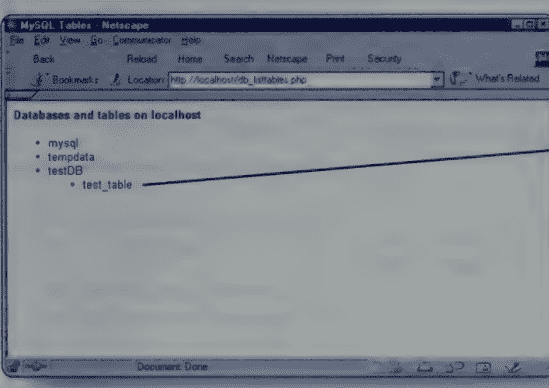 MySQL Tables - Netscape
File Edit View Go Communicator Help
Back Reload Home Search Netscape Print Security
Bookmarks Location: http://localhost/db_listtables.php What's Related
Databases and tables on localhost
mysql
tempdata
testDB
test_table
Document: Done